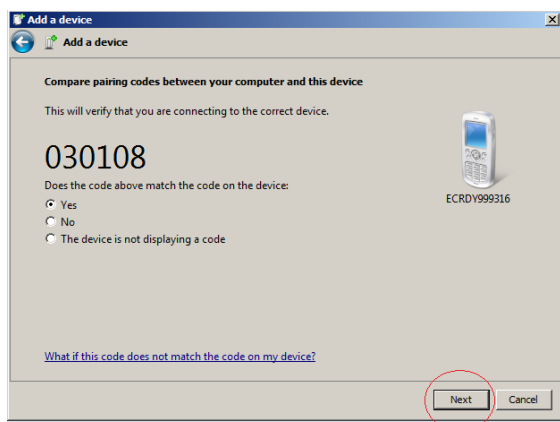 Add a device
Add a device
Compare pairing codes between your computer and this device
This will verify that you are connecting to the correct device.
030108
Does the code above match the code on the device:
Yes
No
The device is not displaying a code
ECRDY999316
What if this code does not match the code on my device?
Next Cancel